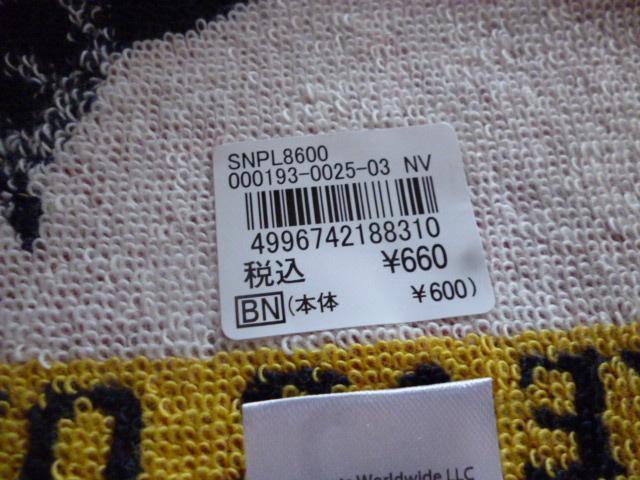 SNPL8600
000193-0025-03 NV
4996742188310
税込 ¥660
BN (本体 ¥600)
Worldwide LLC